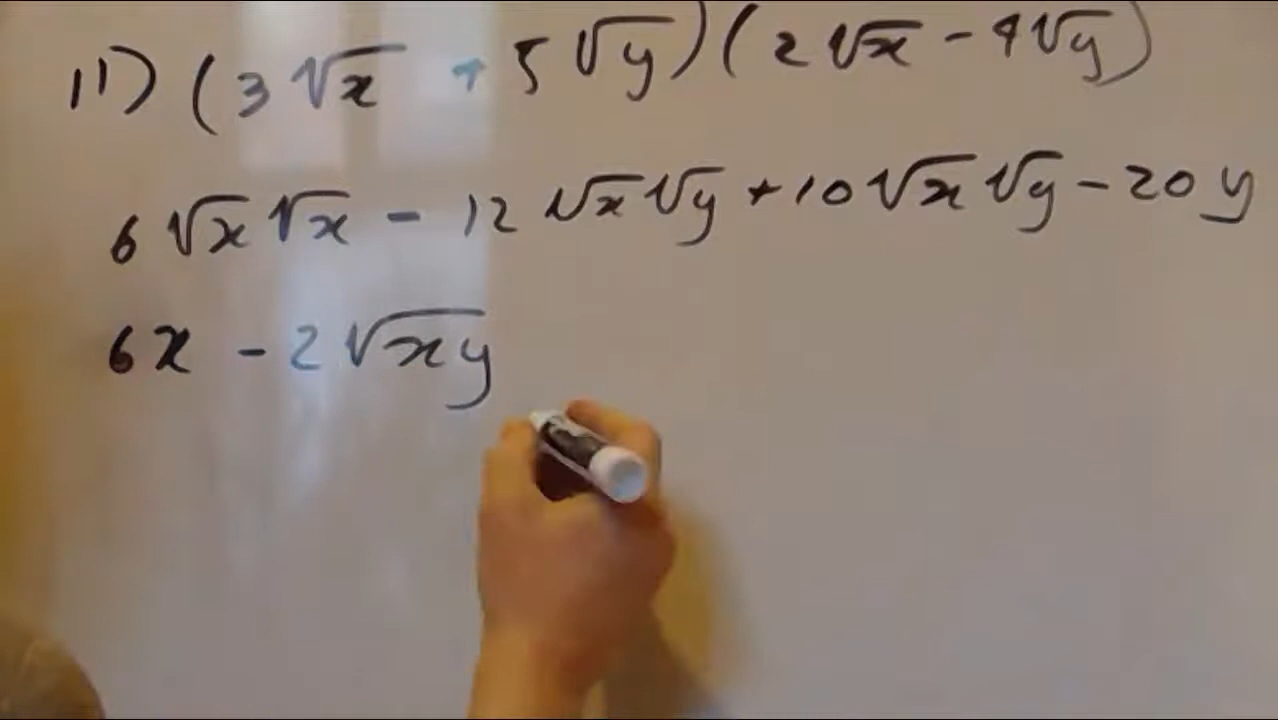 11) (3√x + 5√y)(2√x - 4√y)
6√x√x - 12√x√y + 10√x√y - 20y
6x - 2√xy